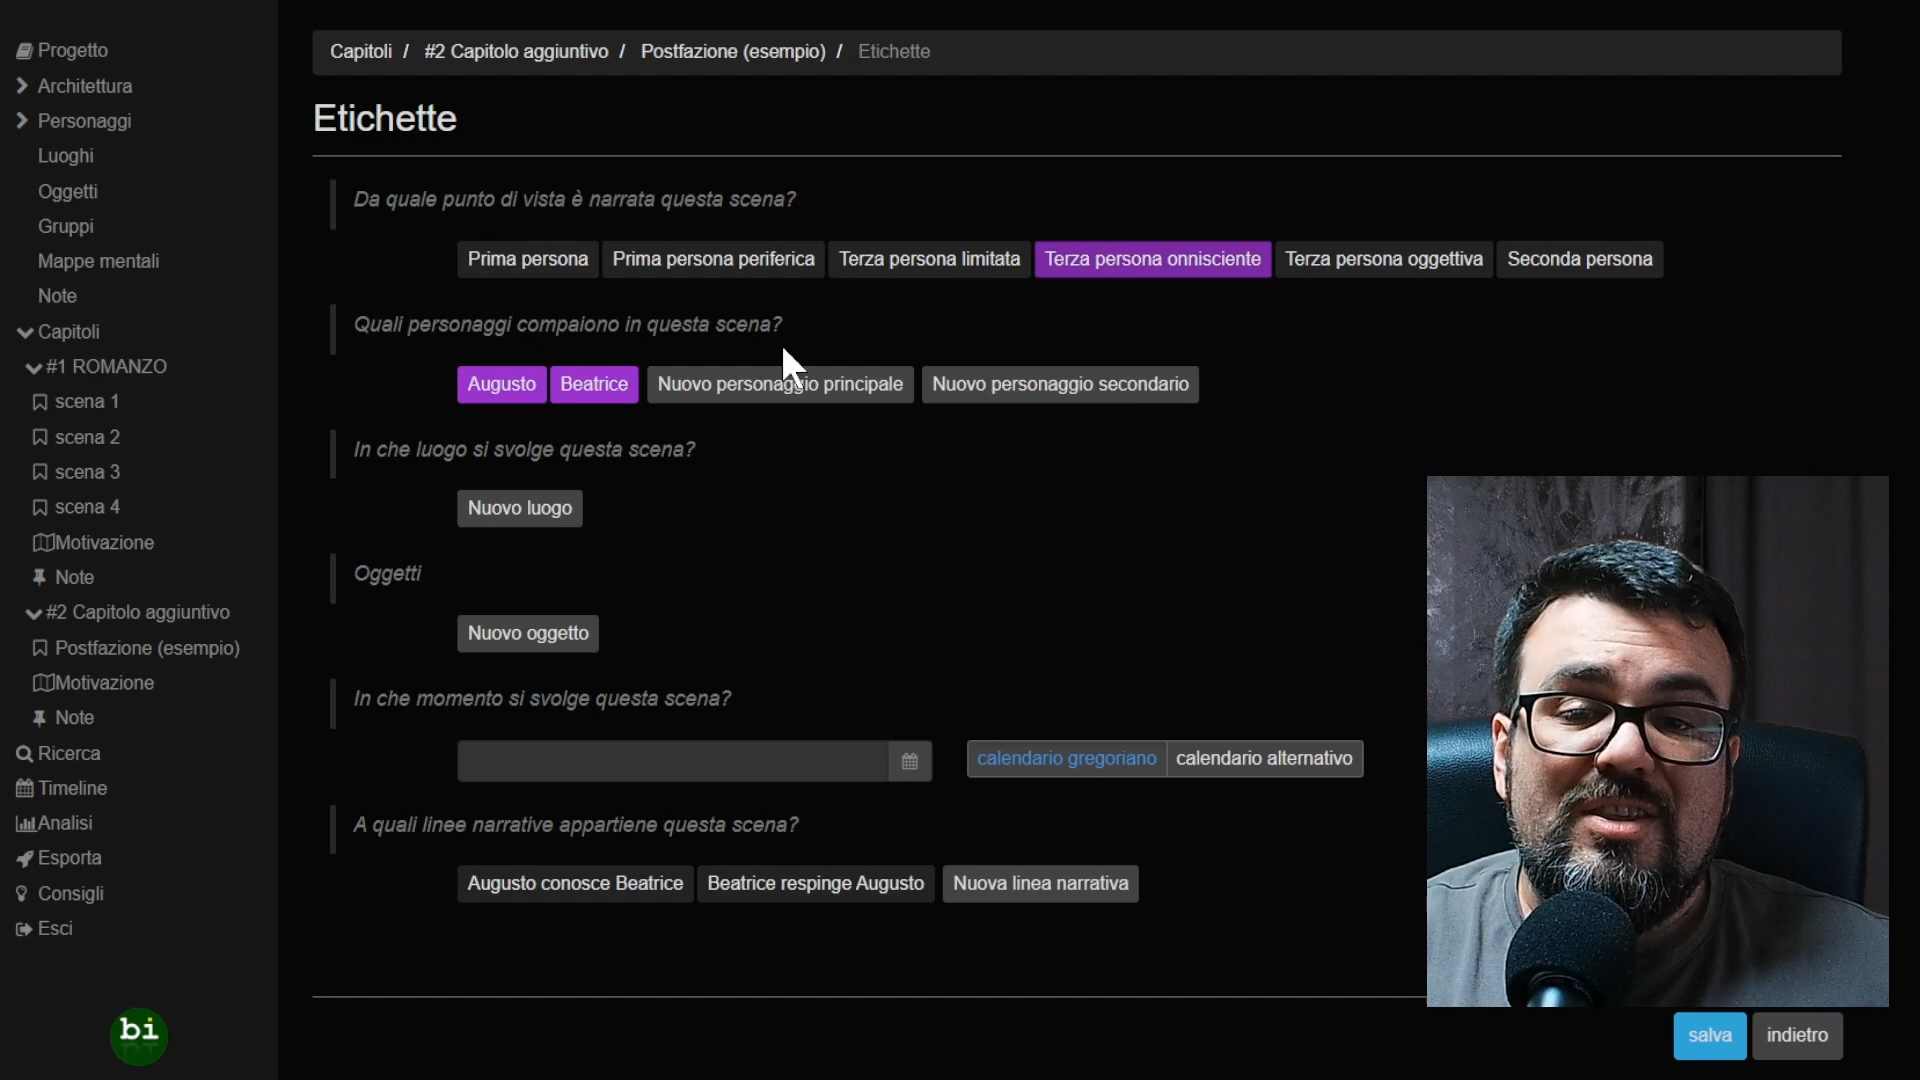 Progetto
Architettura
Personaggi
Luoghi
Oggetti
Gruppi
Mappe mentali
Note
Capitoli
#1 ROMANZO
scena 1
scena 2
scena 3
scena 4
Motivazione
Note
#2 Capitolo aggiuntivo
Postfazione (esempio)
Motivazione
Note
Ricerca
Timeline
Analisi
Esporta
Consigli
Esci
bi
Capitoli / #2 Capitolo aggiuntivo / Postfazione (esempio) / Etichette
Etichette
Da quale punto di vista è narrata questa scena?
Prima persona Prima persona periferica Terza persona limitata Terza persona onnisciente Terza persona oggettiva Seconda persona
Quali personaggi compaiono in questa scena?
Augusto Beatrice Nuovo personaggio principale Nuovo personaggio secondario
In che luogo si svolge questa scena?
Nuovo luogo
Oggetti
Nuovo oggetto
In che momento si svolge questa scena?
calendario gregoriano calendario alternativo
A quali linee narrative appartiene questa scena?
Augusto conosce Beatrice Beatrice respinge Augusto Nuova linea narrativa
salva indietro